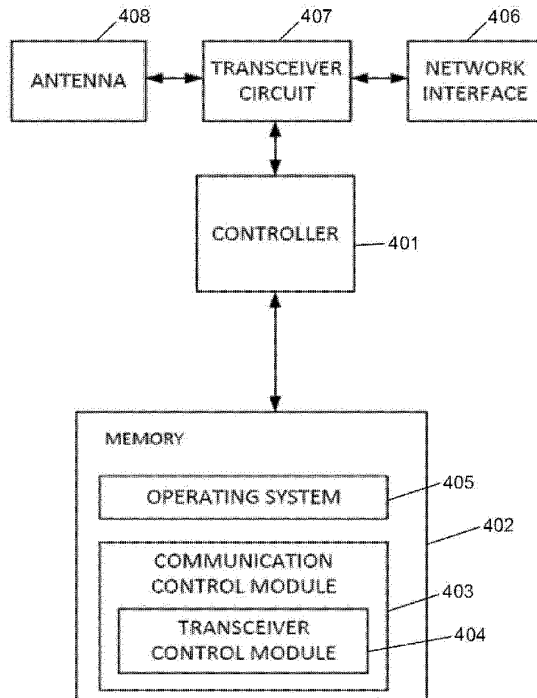 408
407
406
ANTENNA
TRANSCEIVER
CIRCUIT
NETWORK
INTERFACE
CONTROLLER
401
MEMORY
OPERATING SYSTEM
405
402
COMMUNICATION
CONTROL MODULE
403
TRANSCEIVER
CONTROL MODULE
404